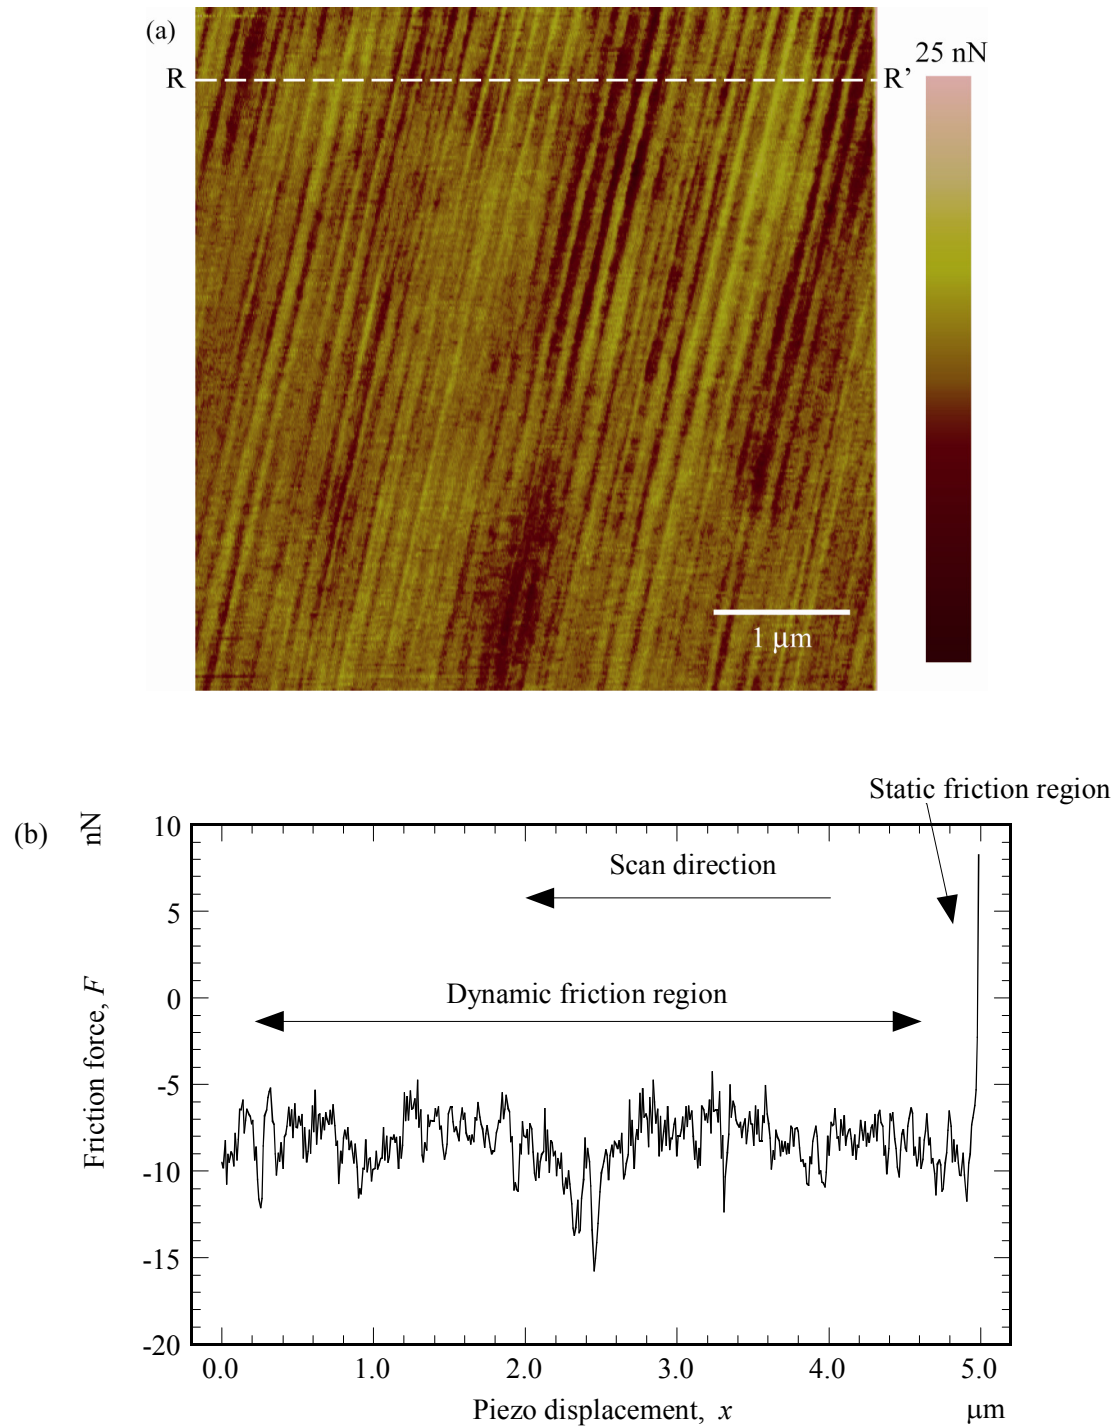 (a)
25 nN
R
R’
1 μm
Static friction region
(b)
nN
10
Scan direction
5
0
Dynamic friction region
Friction force, F
-5
-10
-15
-20
0.0 1.0 2.0 3.0 4.0 5.0
Piezo displacement, x μm